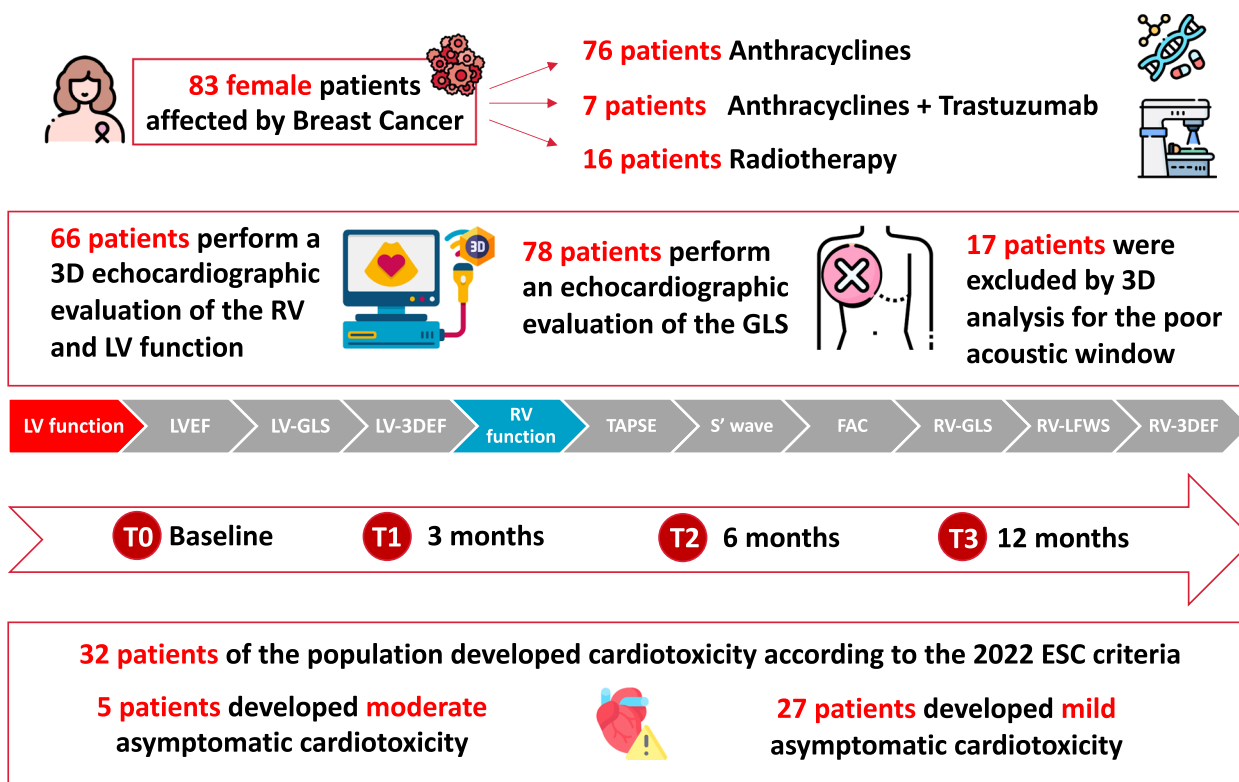 83 female patients
affected by Breast Cancer
76 patients Anthracyclines
7 patients Anthracyclines + Trastuzumab
16 patients Radiotherapy
66 patients perform a
3D echocardiographic
evaluation of the RV
and LV function
3D
78 patients perform
an echocardiographic
evaluation of the GLS
17 patients were
excluded by 3D
analysis for the poor
acoustic window
LV function
LVEF
LV-GLS
LV-3DEF
RV
function
TAPSE
S' wave
FAC
RV-GLS
RV-LFWS
RV-3DEF
T0 Baseline
T1 3 months
T2 6 months
T3 12 months
32 patients of the population developed cardiotoxicity according to the 2022 ESC criteria
5 patients developed moderate
asymptomatic cardiotoxicity
27 patients developed mild
asymptomatic cardiotoxicity